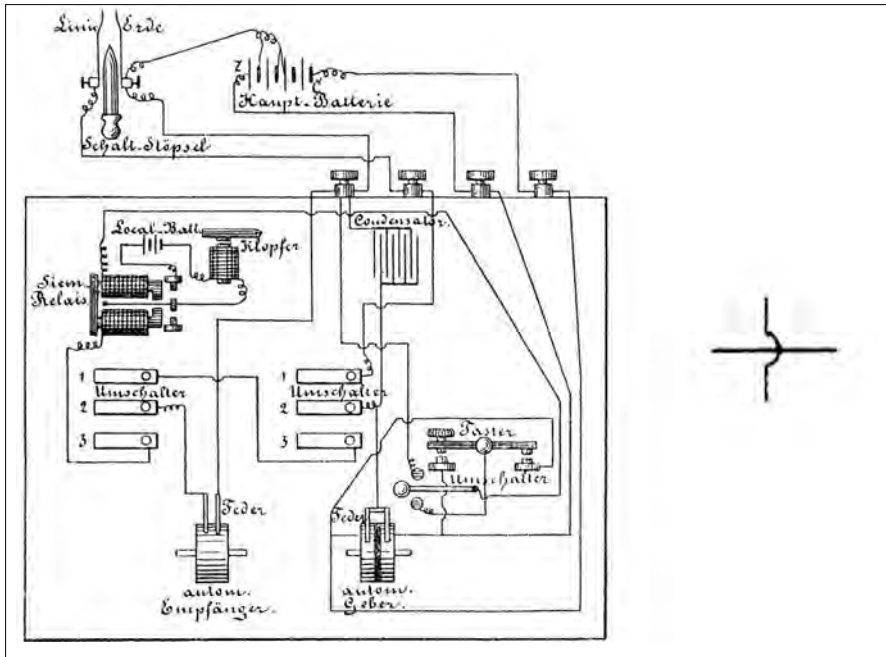 Linie Erde
Z
Haupt-Batterie
Schalt-Stöpsel
Condensator.
Local-Batt.
Klopfer
Siem.
Relais
1
Umschalter
2
3
1
Umschalter
2
3
Taster
Umschalter
Feder
Feder
autom.
Empfänger.
autom.
Geber.